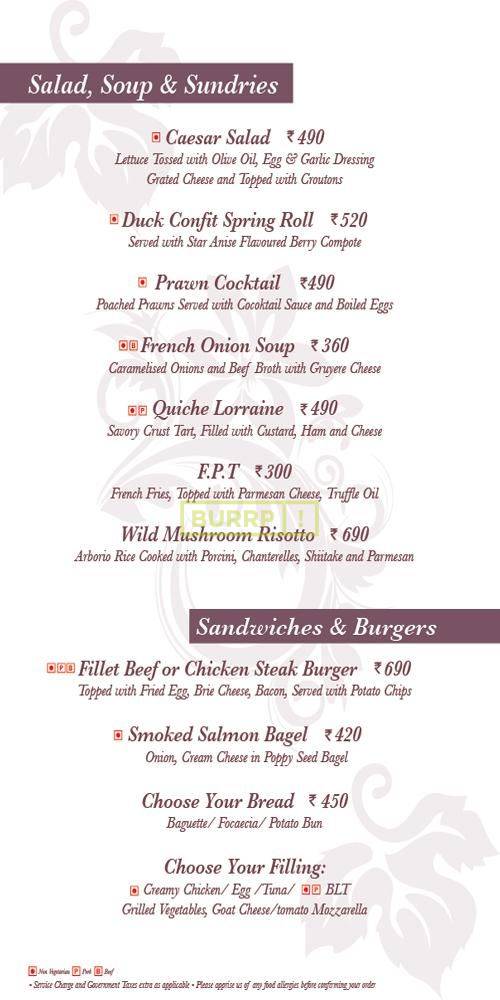 Salad, Soup & Sundries
Caesar Salad ₹ 490
Lettuce Tossed with Olive Oil, Egg & Garlic Dressing
Grated Cheese and Topped with Croutons
Duck Confit Spring Roll ₹ 520
Served with Star Anise Flavoured Berry Compote
Prawn Cocktail ₹490
Poached Prawns Served with Cocoktail Sauce and Boiled Eggs
B French Onion Soup ₹ 360
Caramelised Onions and Beef Broth with Gruyere Cheese
P Quiche Lorraine ₹ 490
Savory Crust Tart, Filled with Custard, Ham and Cheese
F.P.T ₹ 300
French Fries, Topped with Parmesan Cheese, Truffle Oil
BURRP!
Wild Mushroom Risotto ₹ 690
Arborio Rice Cooked with Porcini, Chanterelles, Shiitake and Parmesan
Sandwiches & Burgers
P B Fillet Beef or Chicken Steak Burger ₹ 690
Topped with Fried Egg, Brie Cheese, Bacon, Served with Potato Chips
Smoked Salmon Bagel ₹ 420
Onion, Cream Cheese in Poppy Seed Bagel
Choose Your Bread ₹ 450
Baguette/ Focaecia/ Potato Bun
Choose Your Filling:
Creamy Chicken/ Egg /Tuna/ P BLT
Grilled Vegetables, Goat Cheese/tomato Mozzarella
Non Vegetarian P Pork B Beef
• Service Charge and Government Taxes extra as applicable • Please apprise us of any food allergies before confirming your order